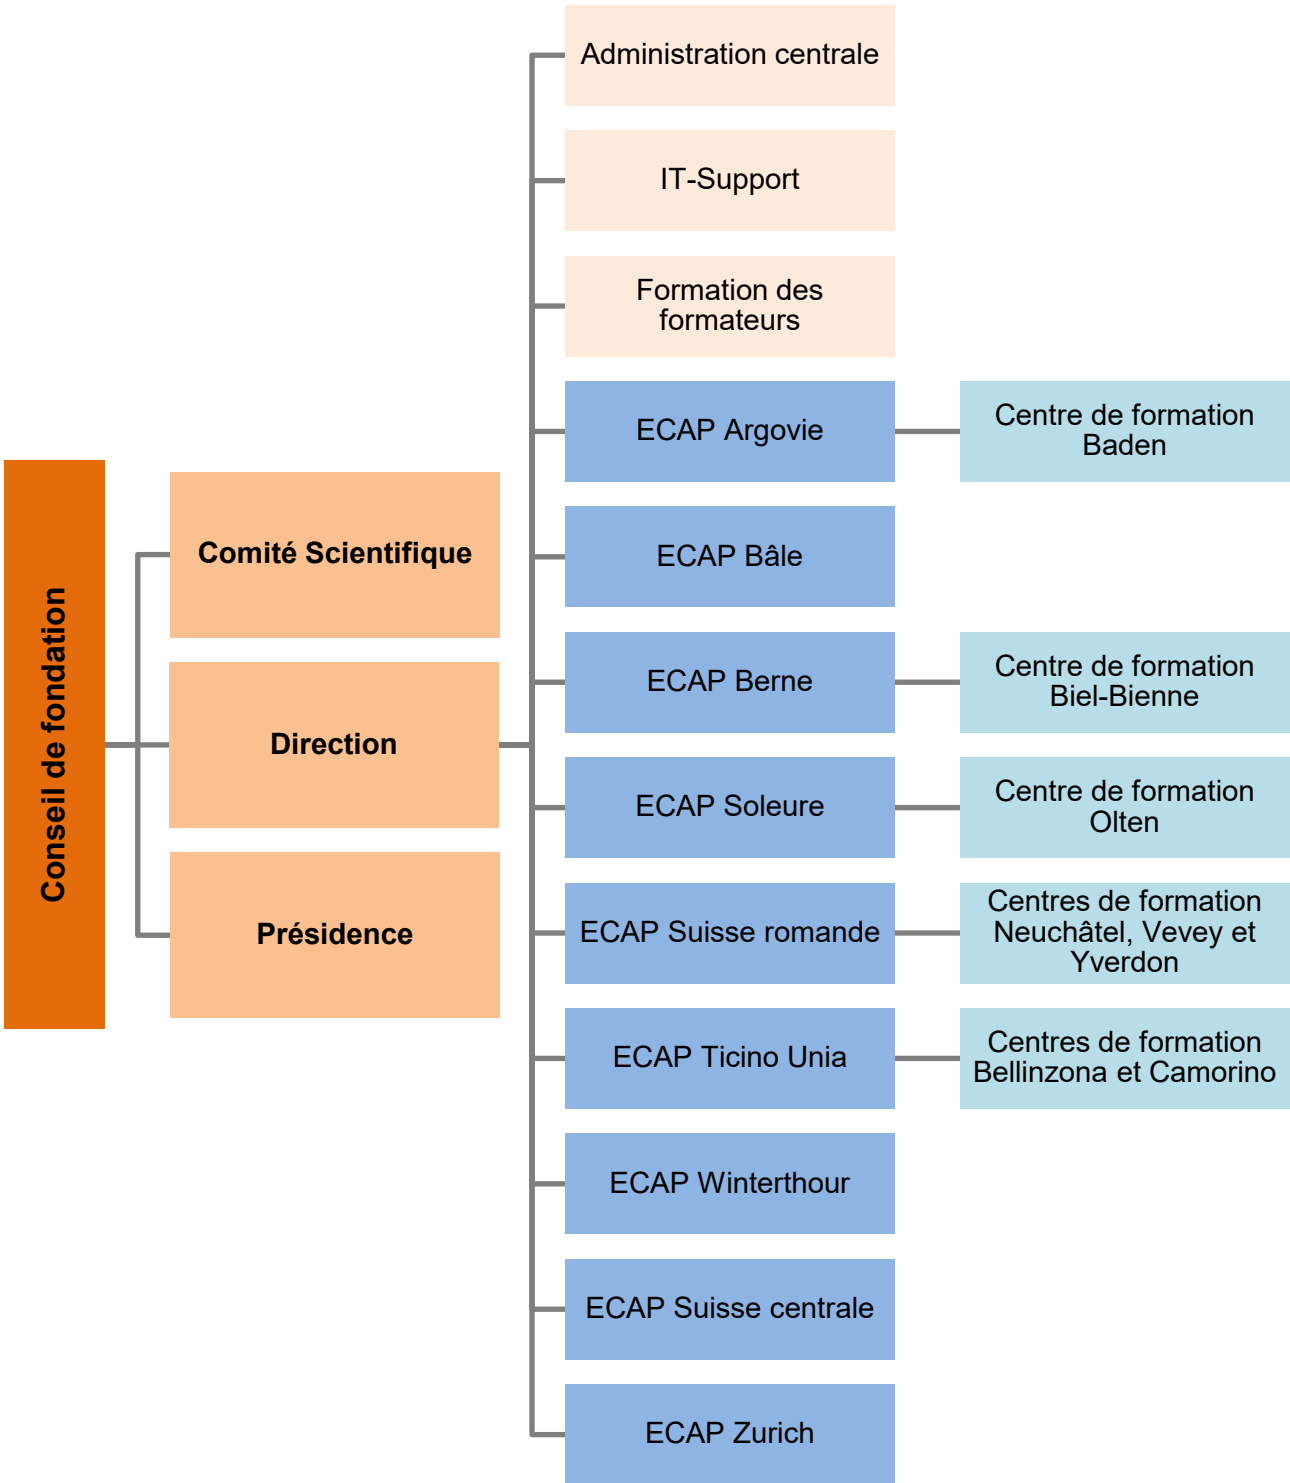 Conseil de fondation
Comité Scientifique
Direction
Présidence
Administration centrale
IT-Support
Formation des
formateurs
ECAP Argovie
Centre de formation
Baden
ECAP Bâle
ECAP Berne
Centre de formation
Biel-Bienne
ECAP Soleure
Centre de formation
Olten
ECAP Suisse romande
Centres de formation
Neuchâtel, Vevey et
Yverdon
ECAP Ticino Unia
Centres de formation
Bellinzona et Camorino
ECAP Winterthour
ECAP Suisse centrale
ECAP Zurich